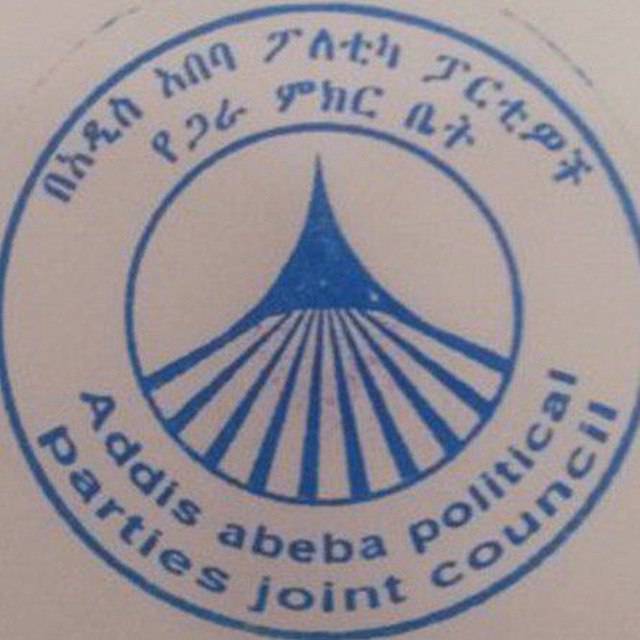 በአዲስ አበባ ፖለቲካ ፓርቲዎች
የጋራ ምክር ቤት
Addis abeba political
parties joint council